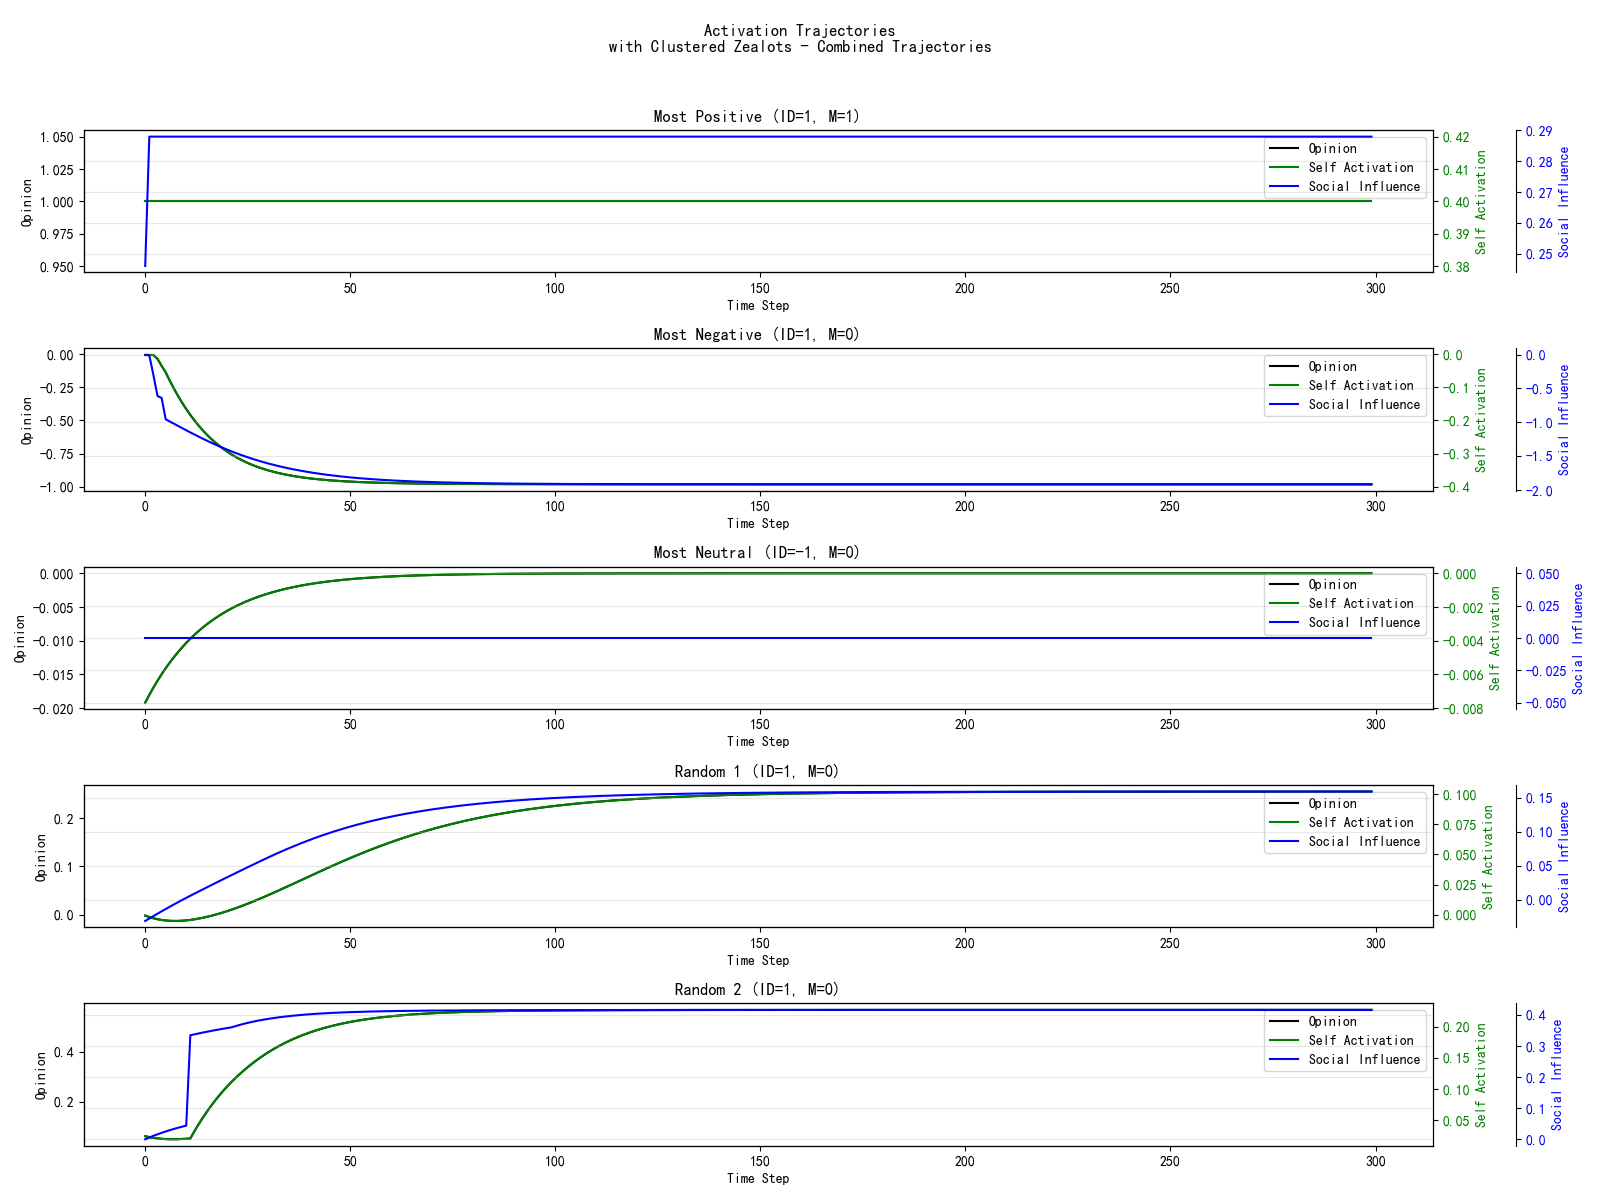 Activation Trajectories
with Clustered Zealots - Combined Trajectories
Most Positive (ID=1, M=1)
1.050
1.025
1.000
0.975
0.950
Opinion
0 50 100 150 200 250 300
Time Step
0.42
0.41
0.40
0.39
0.38
Self Activation
0.29
0.28
0.27
0.26
0.25
Social Influence
Opinion
Self Activation
Social Influence
Most Negative (ID=1, M=0)
0.00
-0.25
-0.50
-0.75
-1.00
Opinion
0 50 100 150 200 250 300
Time Step
0.0
-0.1
-0.2
-0.3
-0.4
Self Activation
0.0
-0.5
-1.0
-1.5
-2.0
Social Influence
Opinion
Self Activation
Social Influence
Most Neutral (ID=-1, M=0)
0.000
-0.005
-0.010
-0.015
-0.020
Opinion
0 50 100 150 200 250 300
Time Step
0.000
-0.002
-0.004
-0.006
-0.008
Self Activation
0.050
0.025
0.000
-0.025
-0.050
Social Influence
Opinion
Self Activation
Social Influence
Random 1 (ID=1, M=0)
0.2
0.1
0.0
Opinion
0 50 100 150 200 250 300
Time Step
0.100
0.075
0.050
0.025
0.000
Self Activation
0.15
0.10
0.05
0.00
Social Influence
Opinion
Self Activation
Social Influence
Random 2 (ID=1, M=0)
0.4
0.2
Opinion
0 50 100 150 200 250 300
Time Step
0.20
0.15
0.10
0.05
Self Activation
0.4
0.3
0.2
0.1
0.0
Social Influence
Opinion
Self Activation
Social Influence